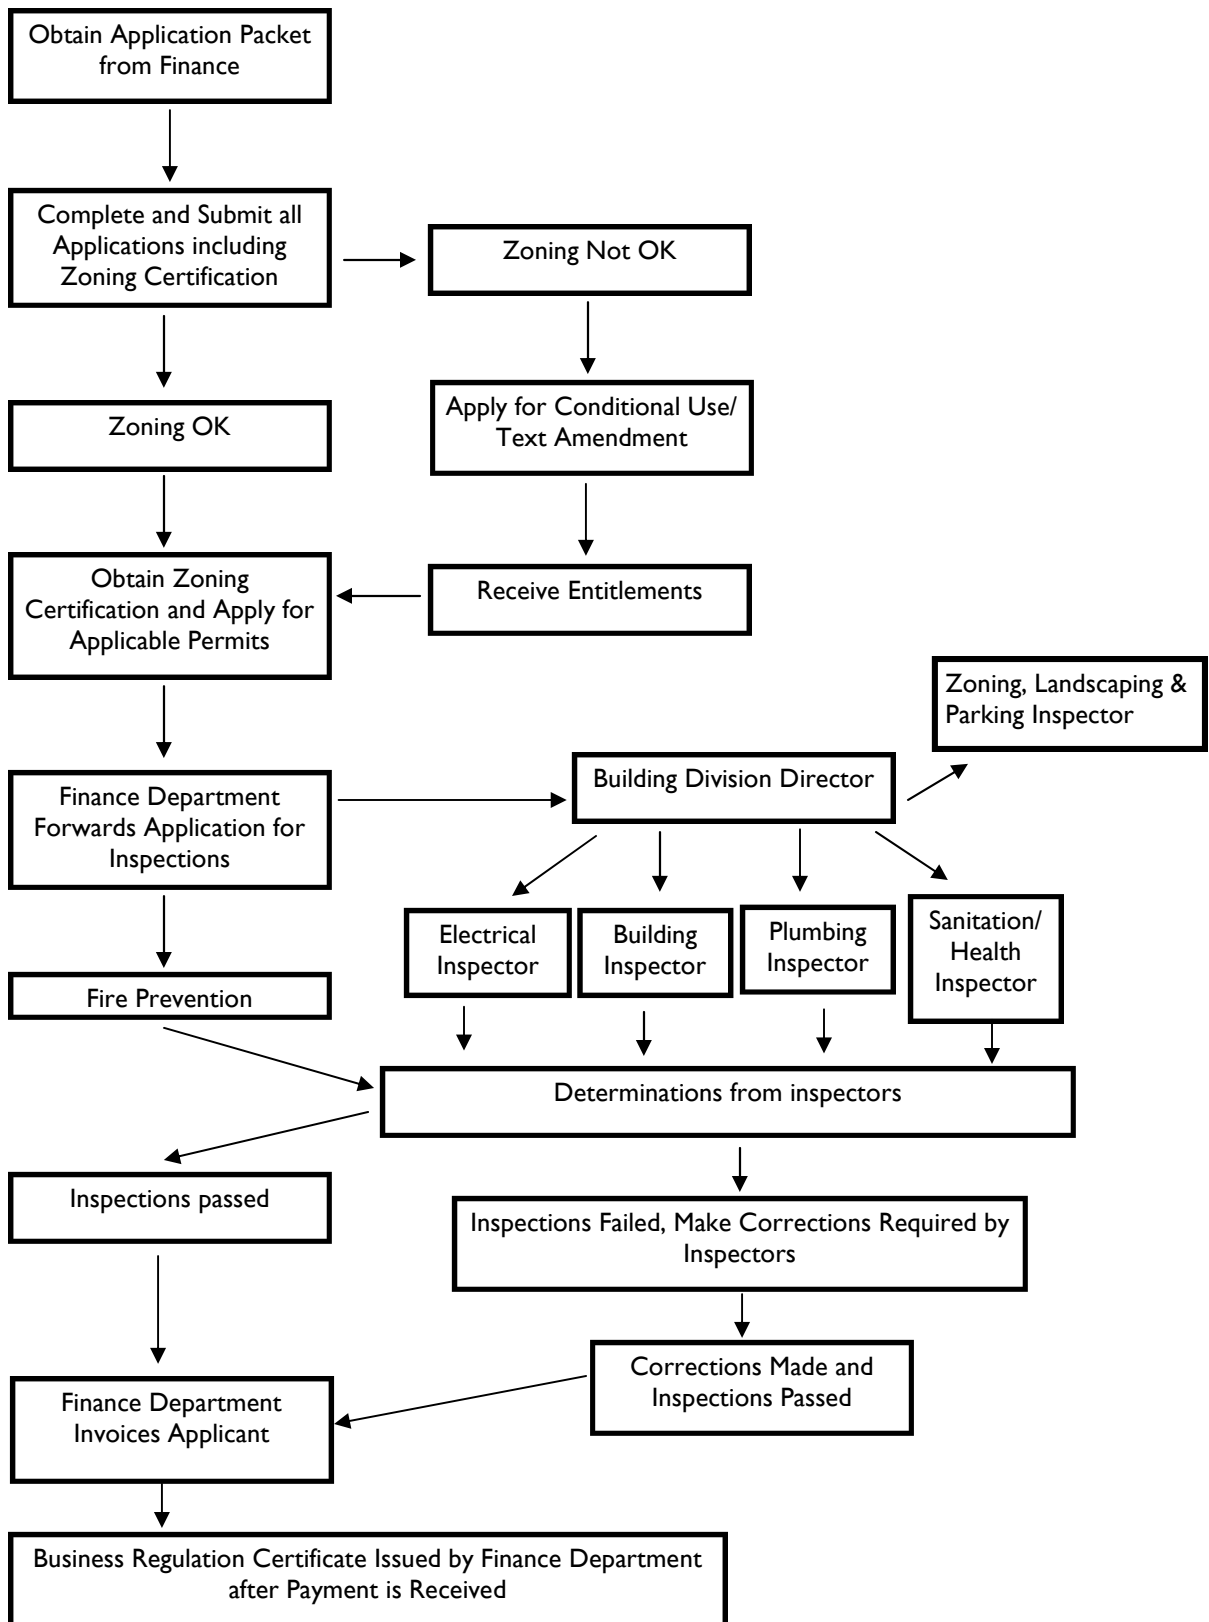 Obtain Application Packet
from Finance
Complete and Submit all
Applications including
Zoning Certification
Zoning Not OK
Zoning OK
Apply for Conditional Use/
Text Amendment
Obtain Zoning
Certification and Apply for
Applicable Permits
Receive Entitlements
Zoning, Landscaping &
Parking Inspector
Finance Department
Forwards Application for
Inspections
Building Division Director
Electrical
Inspector
Building
Inspector
Plumbing
Inspector
Sanitation/
Health
Inspector
Fire Prevention
Determinations from inspectors
Inspections passed
Inspections Failed, Make Corrections Required by
Inspectors
Corrections Made and
Inspections Passed
Finance Department
Invoices Applicant
Business Regulation Certificate Issued by Finance Department
after Payment is Received